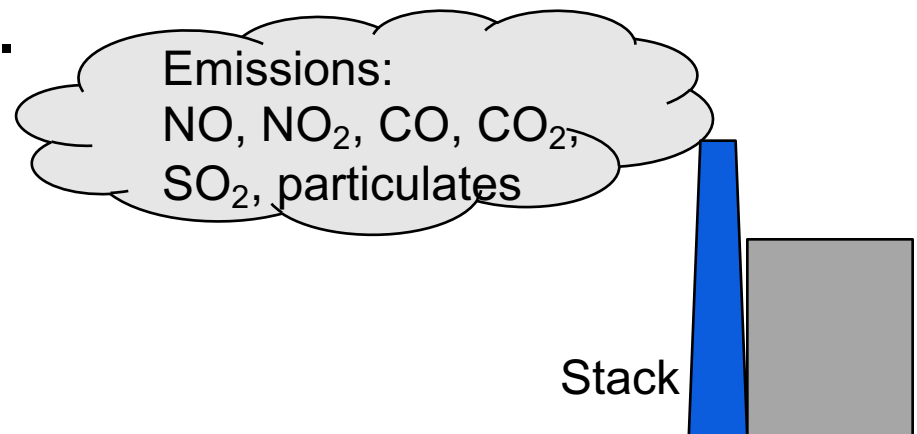 Emissions:
NO, NO₂, CO, CO₂,
SO₂, particulates
Stack